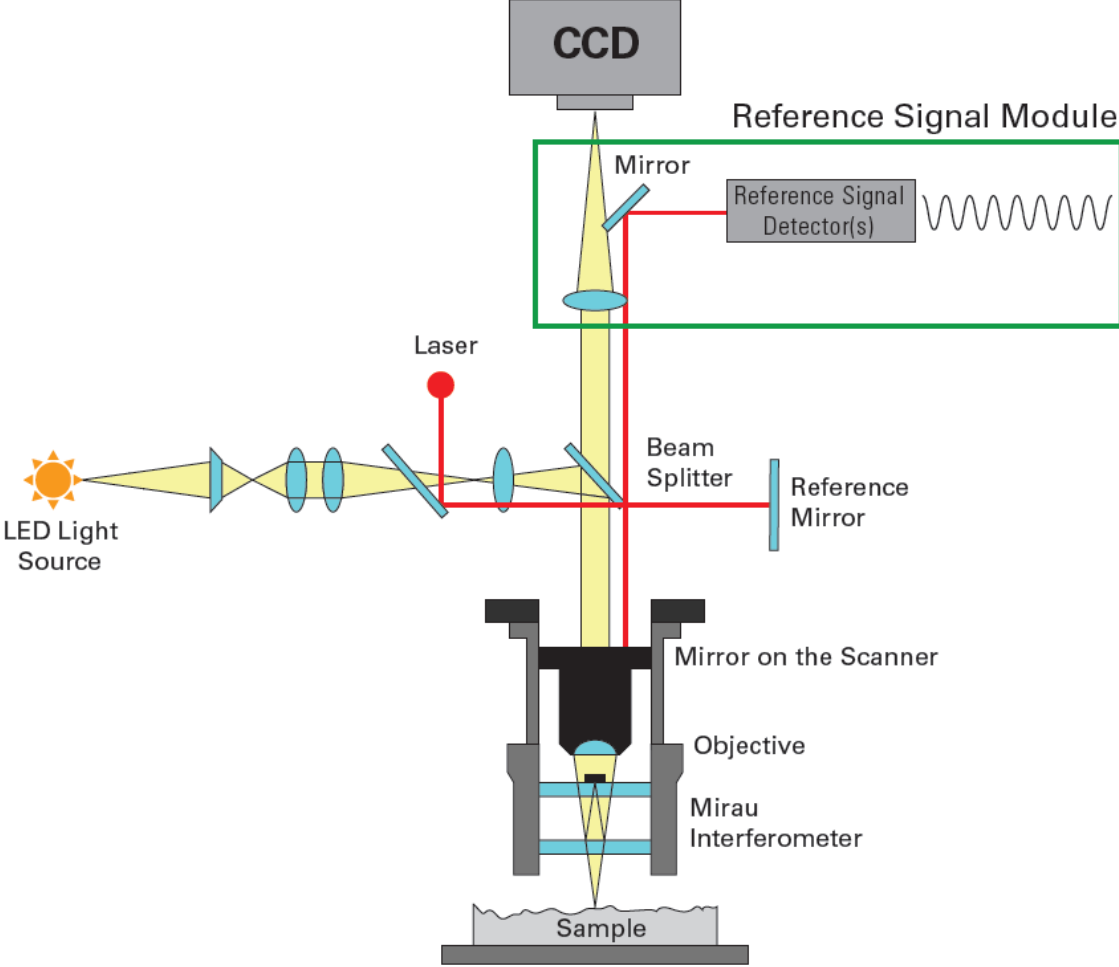 CCD
Reference Signal Module
Mirror
Reference Signal
Detector(s)
Laser
Beam
Splitter
Reference
Mirror
LED Light
Source
Mirror on the Scanner
Objective
Mirau
Interferometer
Sample